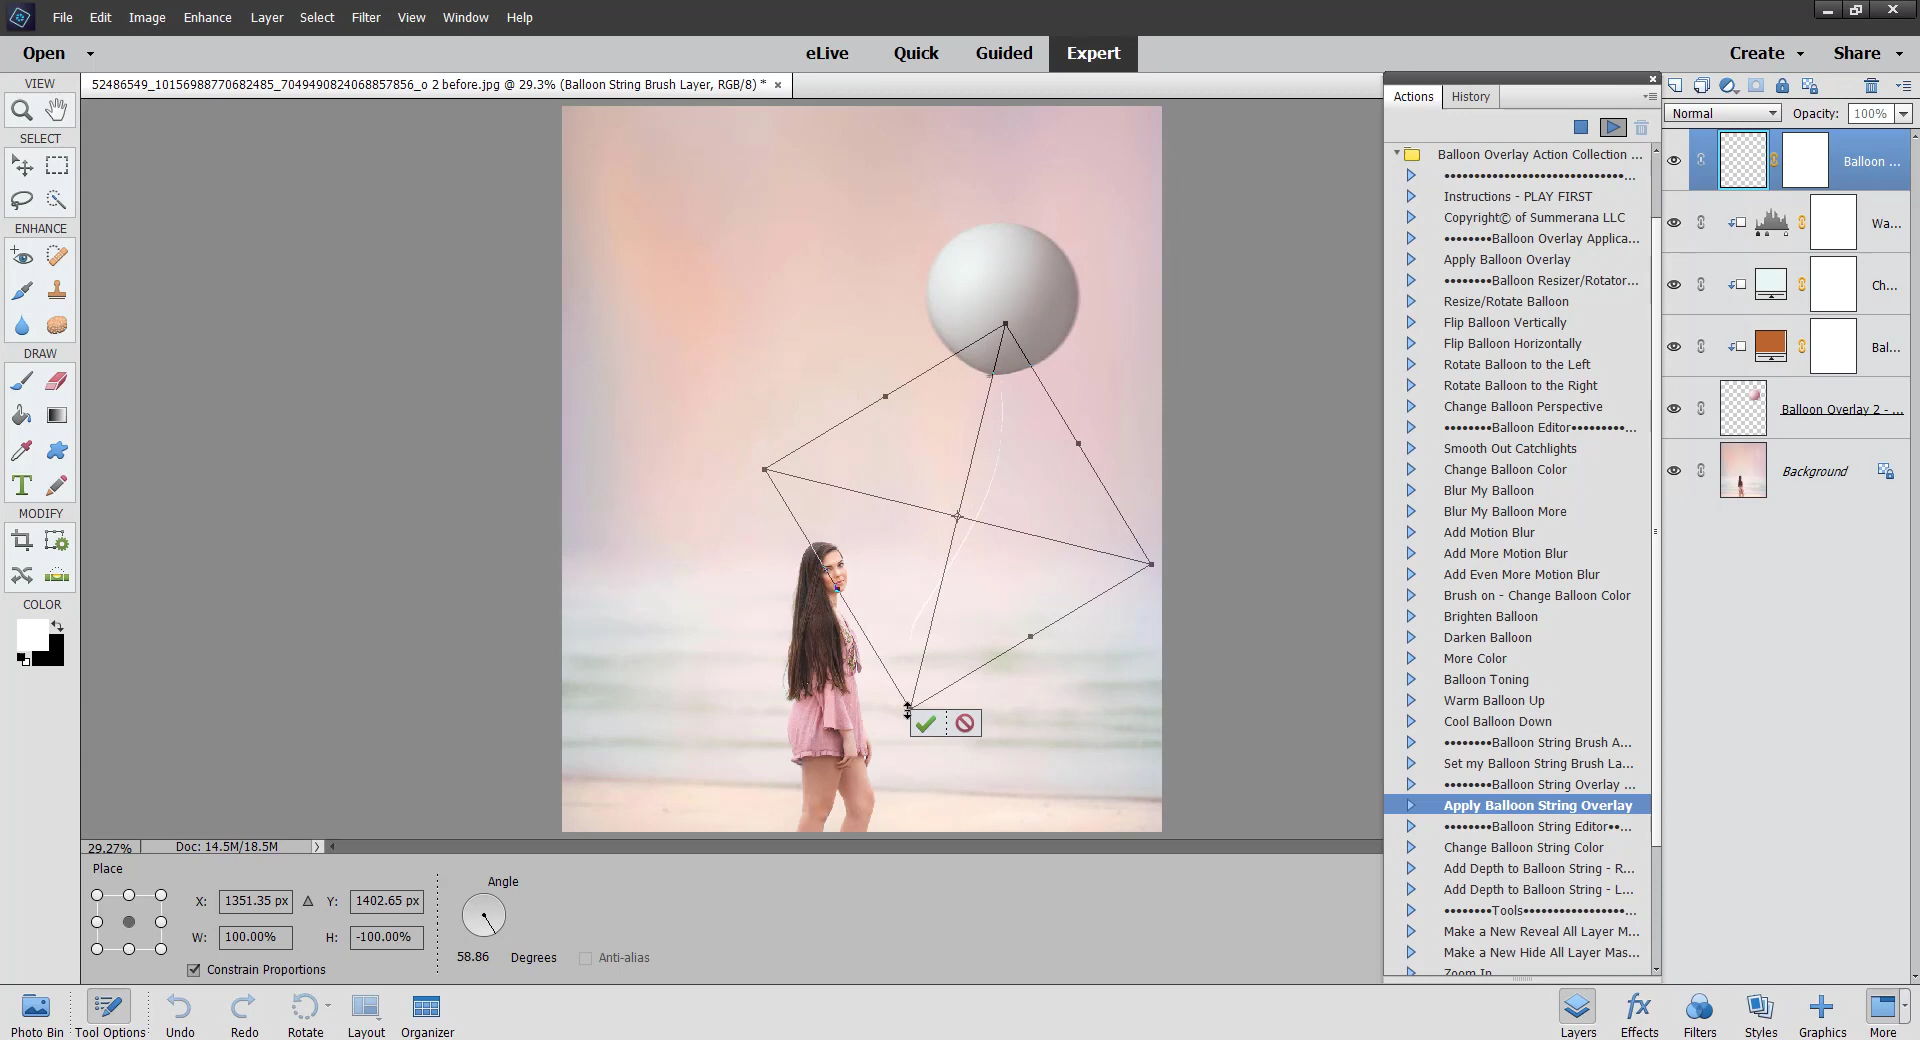 File Edit Image Enhance Layer Select Filter View Window Help
Open eLive Quick Guided Expert Create Share
VIEW
52486549_10156988770682485_7049490824068857856_o 2 before.jpg @ 29.3% (Balloon String Brush Layer, RGB/8) * ×
Actions History
Normal Opacity: 100%
SELECT
ENHANCE
DRAW
MODIFY
COLOR
Balloon Overlay Action Collection ...
••••••••••••••••••••••••••••••...
Instructions - PLAY FIRST
Copyright© of Summerana LLC
••••••••Balloon Overlay Applica...
Apply Balloon Overlay
••••••••Balloon Resizer/Rotator...
Resize/Rotate Balloon
Flip Balloon Vertically
Flip Balloon Horizontally
Rotate Balloon to the Left
Rotate Balloon to the Right
Change Balloon Perspective
••••••••Balloon Editor•••••••••...
Smooth Out Catchlights
Change Balloon Color
Blur My Balloon
Blur My Balloon More
Add Motion Blur
Add More Motion Blur
Add Even More Motion Blur
Brush on - Change Balloon Color
Brighten Balloon
Darken Balloon
More Color
Balloon Toning
Warm Balloon Up
Cool Balloon Down
••••••••Balloon String Brush A...
Set my Balloon String Brush La...
••••••••Balloon String Overlay ...
Apply Balloon String Overlay
••••••••Balloon String Editor••...
Change Balloon String Color
Add Depth to Balloon String - R...
Add Depth to Balloon String - L...
••••••••Tools•••••••••••••••••...
Make a New Reveal All Layer M...
Make a New Hide All Layer Mas...
Zoom In
Balloon ...
Wa...
Ch...
Bal...
Balloon Overlay 2 - ...
Background
29.27% Doc: 14.5M/18.5M
Place
X: 1351.35 px Y: 1402.65 px
W: 100.00% H: -100.00%
Constrain Proportions
Angle
58.86 Degrees Anti-alias
Photo Bin Tool Options Undo Redo Rotate Layout Organizer
Layers Effects Filters Styles Graphics More